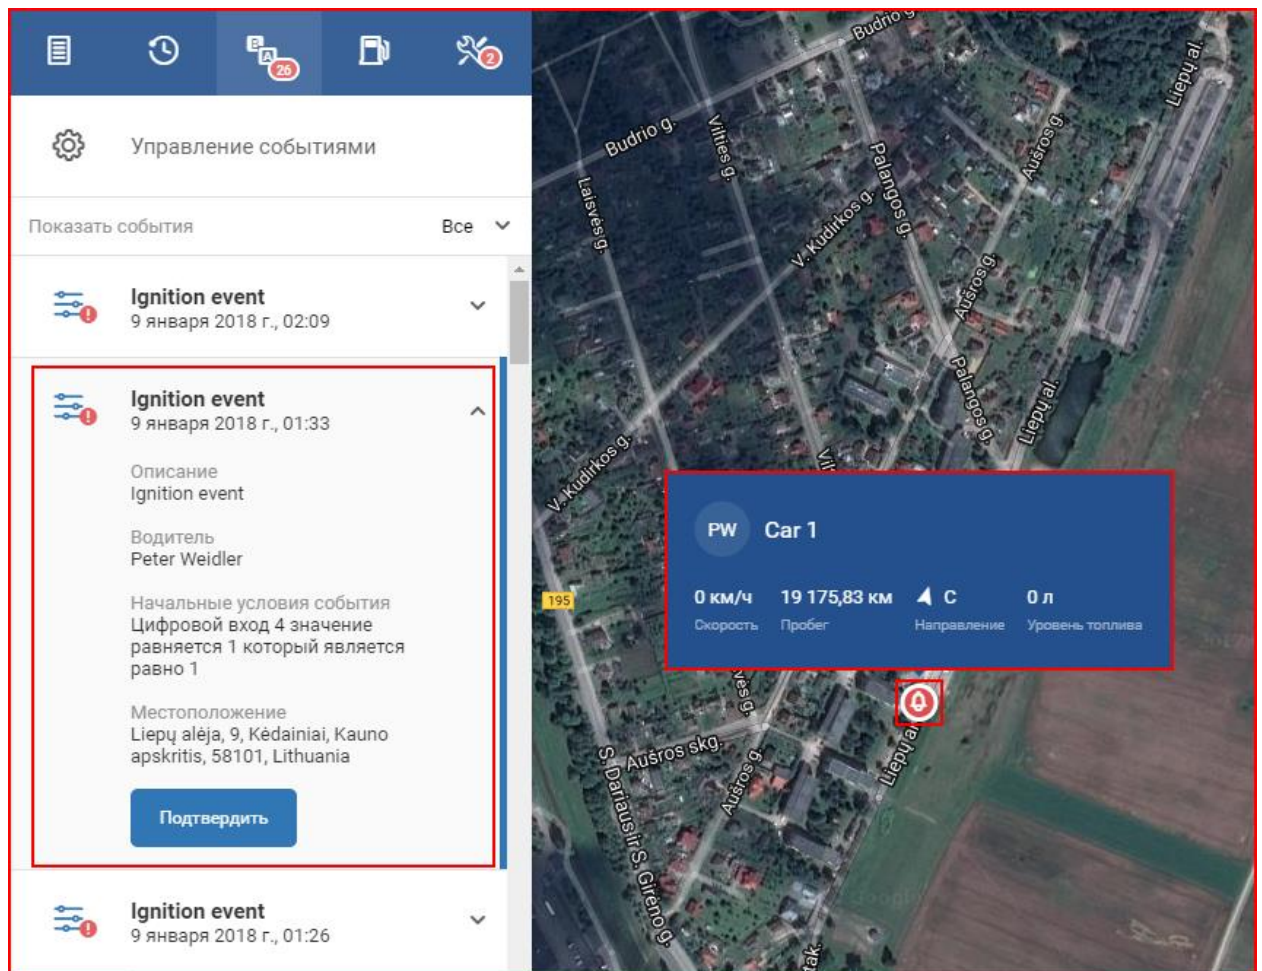 26
2
Управление событиями
Показать события
Все
Ignition event
9 января 2018 г., 02:09
Ignition event
9 января 2018 г., 01:33
Описание
Ignition event
Водитель
Peter Weidler
Начальные условия события
Цифровой вход 4 значение
равняется 1 который является
равно 1
Местоположение
Liepų alėja, 9, Kėdainiai, Kauno
apskritis, 58101, Lithuania
Подтвердить
Ignition event
9 января 2018 г., 01:26
Budrio g.
Liepų al.
Budrio g.
Vilties g.
Palangos g.
Aušros g.
Laisvės g.
V. Kudirkos g.
Aušros g.
Palangos g.
Liepų al.
V. Kudirkos g.
PW
Car 1
0 км/ч
19 175,83 км
С
0 л
Скорость
Пробег
Направление
Уровень топлива
195
Aušros skg.
Aušros g.
S. Dariaus ir S. Girėno g.